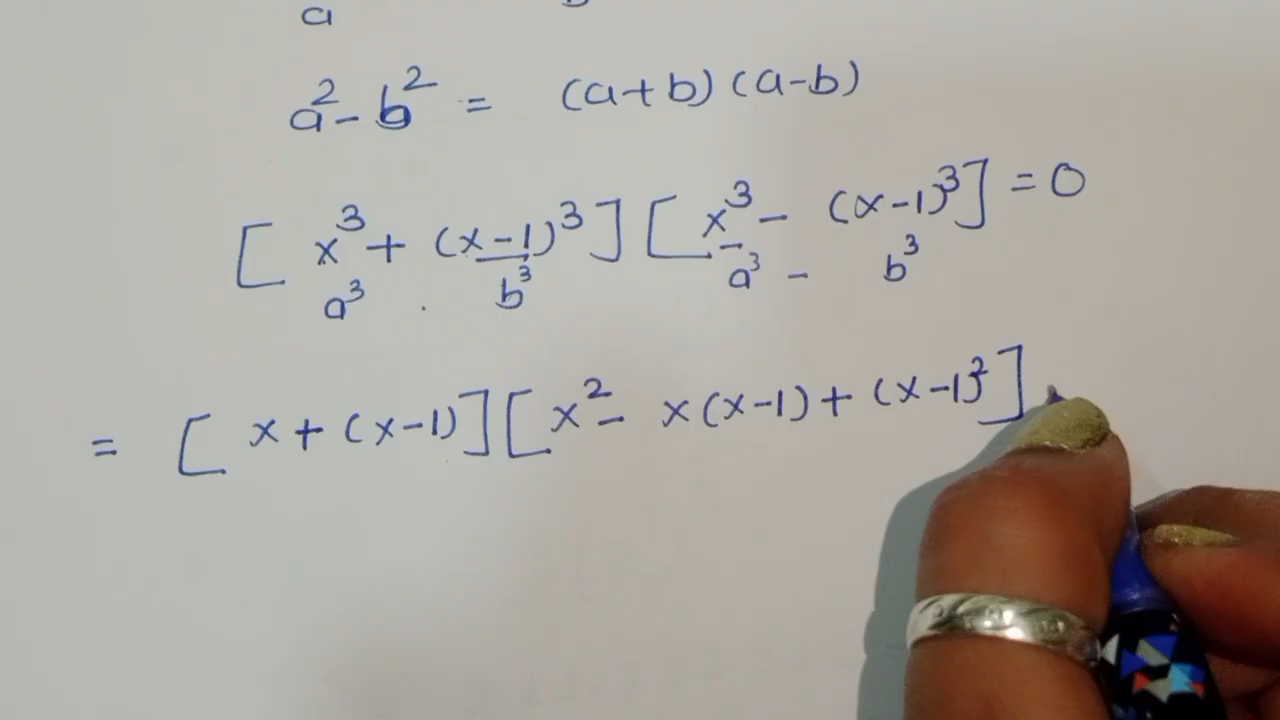 a
a² - b² = (a+b) (a-b)
[ x³ + (x-1)³ ] [ x³ - (x-1)³ ] = 0
a³ b³ a³ - b³
= [ x + (x-1) ] [ x² - x(x-1) + (x-1)² ]